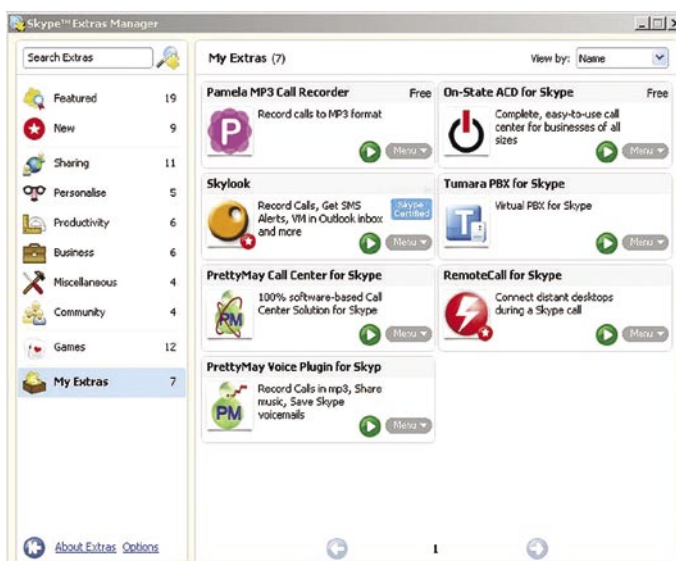 Skype™ Extras Manager
Search Extras
Featured 19
New 9
Sharing 11
Personalise 5
Productivity 6
Business 6
Miscellaneous 4
Community 4
Games 12
My Extras 7
About Extras Options
My Extras (7)
View by: Name
Pamela MP3 Call Recorder Free
Record calls to MP3 format
Menu
On-State ACD for Skype Free
Complete, easy-to-use call
center for businesses of all
sizes
Menu
Skylook
Record Calls, Get SMS
Alerts, VM in Outlook inbox
and more
Skype
Certified
Menu
Tumara PBX for Skype
Virtual PBX for Skype
Menu
PrettyMay Call Center for Skype
PM
100% software-based Call
Center Solution for Skype
Menu
RemoteCall for Skype
Connect distant desktops
during a Skype call
Menu
PrettyMay Voice Plugin for Skyp
PM
Record Calls in mp3, Share
music, Save Skype
voicemails
Menu
1